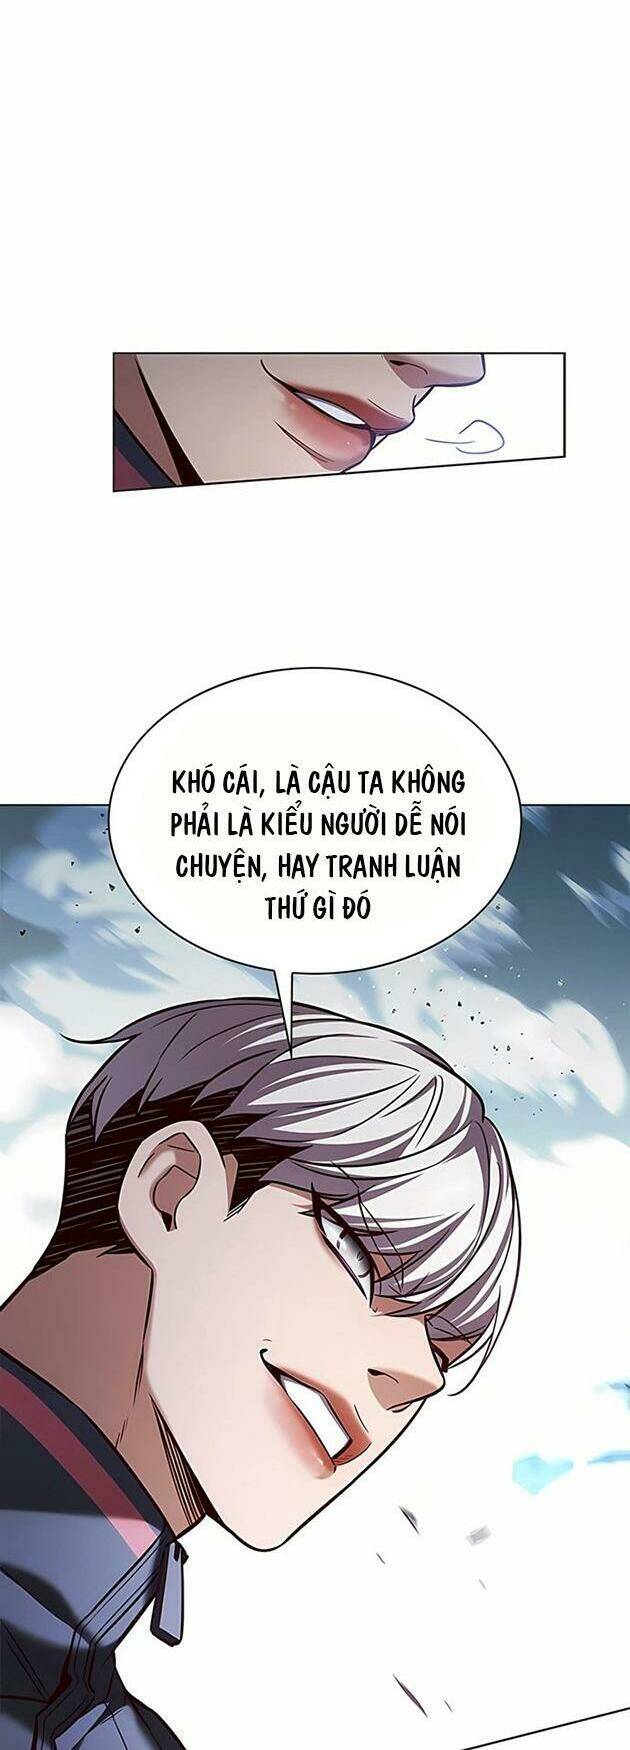 KHÓ CÁI, LÀ CẬU TA KHÔNG
PHẢI LÀ KIỂU NGƯỜI DỄ NÓI
CHUYỆN, HAY TRANH LUẬN
THỨ GÌ ĐÓ